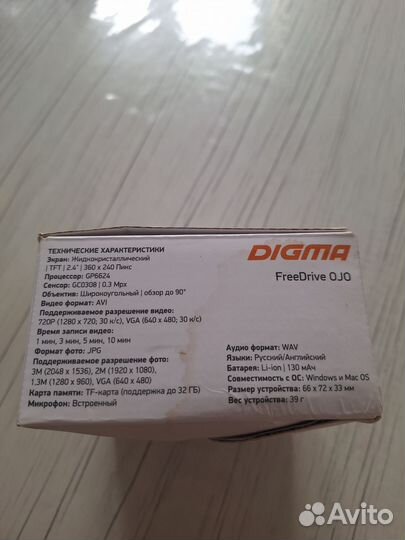 ТЕХНИЧЕСКИЕ ХАРАКТЕРИСТИКИ
Экран: Жидкокристаллический
| TFT | 2.4" | 360 x 240 Пикс
Процессор: GP6624
Сенсор: GC0308 | 0.3 Mpx
Объектив: Широкоугольный | обзор до 90°
Видео формат: AVI
Поддерживаемое разрешение видео:
720P (1280 x 720; 30 к/с), VGA (640 x 480; 30 к/с)
Время записи видео:
1 мин, 3 мин, 5 мин, 10 мин
Формат фото: JPG
Поддерживаемое разрешение фото:
3M (2048 x 1536), 2M (1920 x 1080),
1.3M (1280 x 960), VGA (640 x 480)
Карта памяти: TF-карта (поддержка до 32 ГБ)
Микрофон: Встроенный
DIGMA
FreeDrive OJO
Аудио формат: WAV
Языки: Русский/Английский
Батарея: Li-ion | 130 мАч
Совместимость с ОС: Windows и Mac OS
Размер устройства: 66 x 72 x 33 мм
Вес устройства: 39 г
Avito